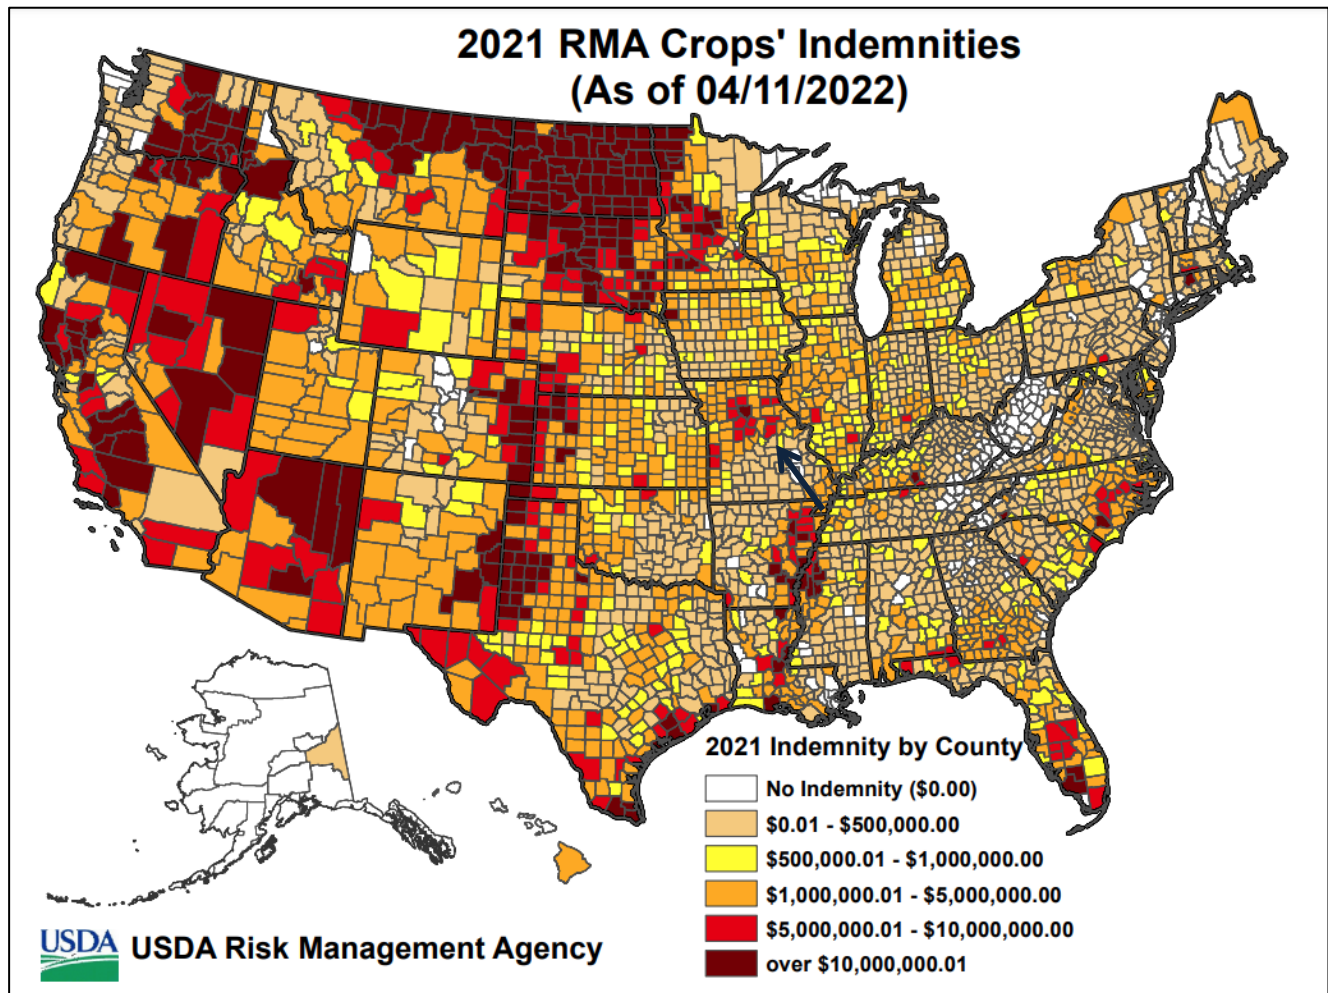 2021 RMA Crops' Indemnities
(As of 04/11/2022)
2021 Indemnity by County
No Indemnity ($0.00)
$0.01 - $500,000.00
$500,000.01 - $1,000,000.00
$1,000,000.01 - $5,000,000.00
$5,000,000.01 - $10,000,000.00
over $10,000,000.01
USDA
USDA Risk Management Agency